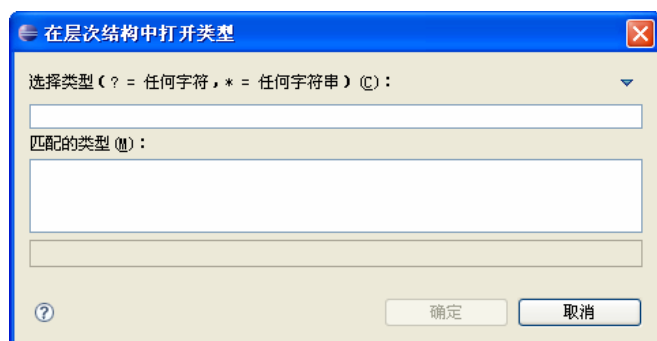 在层次结构中打开类型
选择类型(? = 任何字符,* = 任何字符串) (C):
匹配的类型(M):
确定
取消